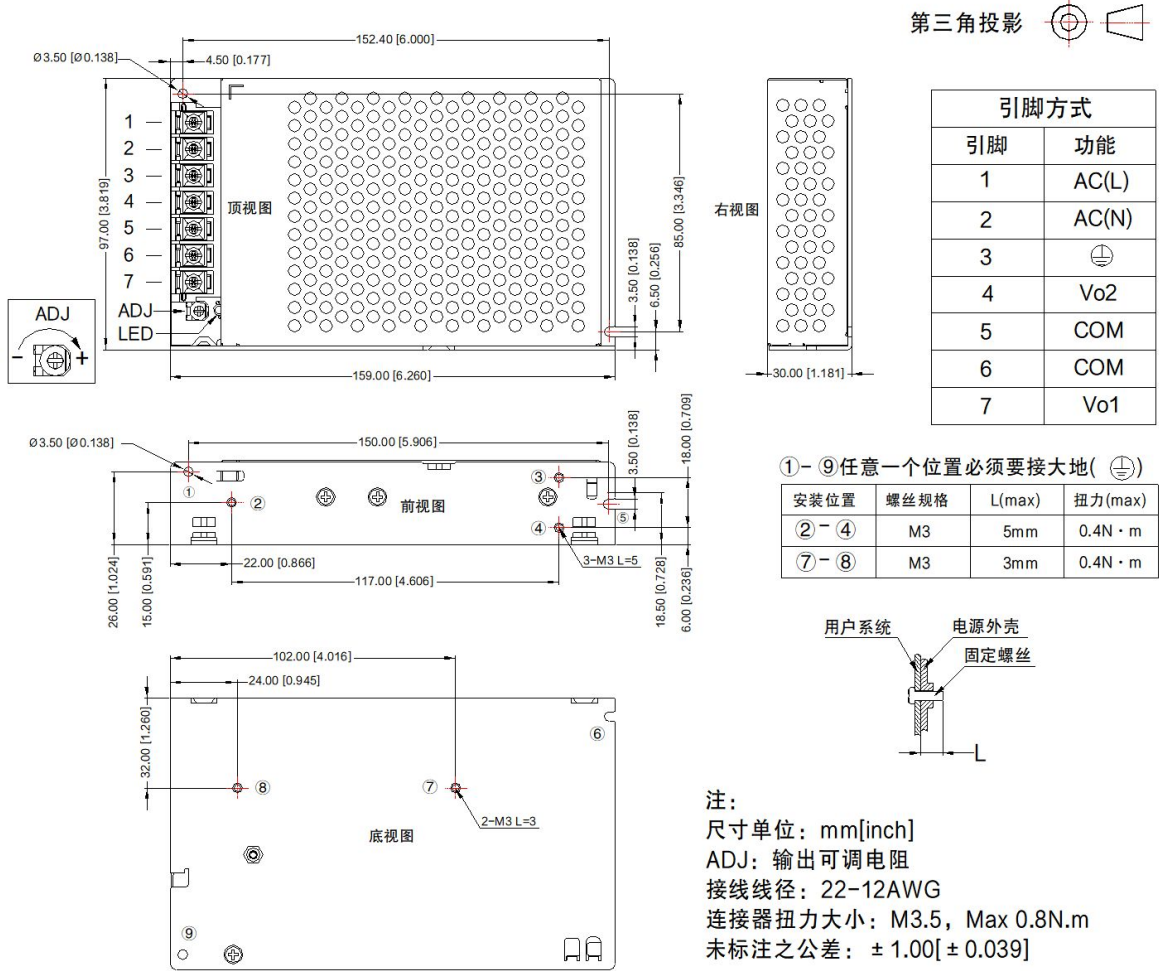 第三角投影
152.40 [6.000]
Ø3.50 [Ø0.138]
4.50 [0.177]
97.00 [3.819]
1
2
3
4
5
6
7
ADJ
LED
顶视图
85.00 [3.346]
3.50 [0.138]
6.50 [0.256]
159.00 [6.260]
ADJ
- +
右视图
30.00 [1.181]
引脚方式
引脚 功能
1 AC(L)
2 AC(N)
3 ⏚
4 Vo2
5 COM
6 COM
7 Vo1
Ø3.50 [Ø0.138]
150.00 [5.906]
3.50 [0.138]
18.00 [0.709]
①
②
③
④
⑤
前视图
3-M3 L=5
22.00 [0.866]
117.00 [4.606]
26.00 [1.024]
15.00 [0.591]
18.50 [0.728]
6.00 [0.236]
①-⑨任意一个位置必须要接大地( ⏚ )
安装位置 螺丝规格 L(max) 扭力(max)
②-④ M3 5mm 0.4N·m
⑦-⑧ M3 3mm 0.4N·m
用户系统
电源外壳
固定螺丝
L
102.00 [4.016]
24.00 [0.945]
32.00 [1.260]
⑥
⑧
⑦
2-M3 L=3
底视图
⑨
注：
尺寸单位：mm[inch]
ADJ：输出可调电阻
接线线径：22-12AWG
连接器扭力大小：M3.5，Max 0.8N.m
未标注之公差：±1.00[±0.039]